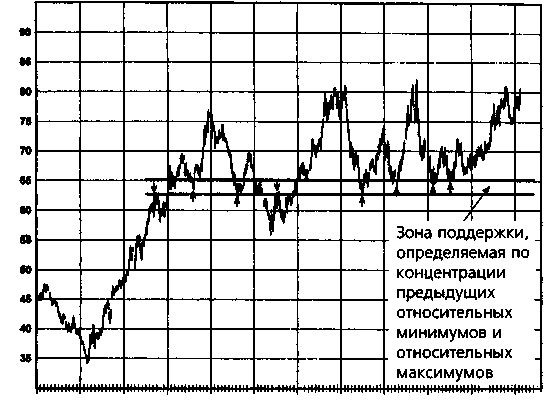 90
85
80
75
70
65
60
55
50
45
40
35
Зона поддержки,
определяемая по
концентрации
предыдущих
относительных
минимумов и
относительных
максимумов